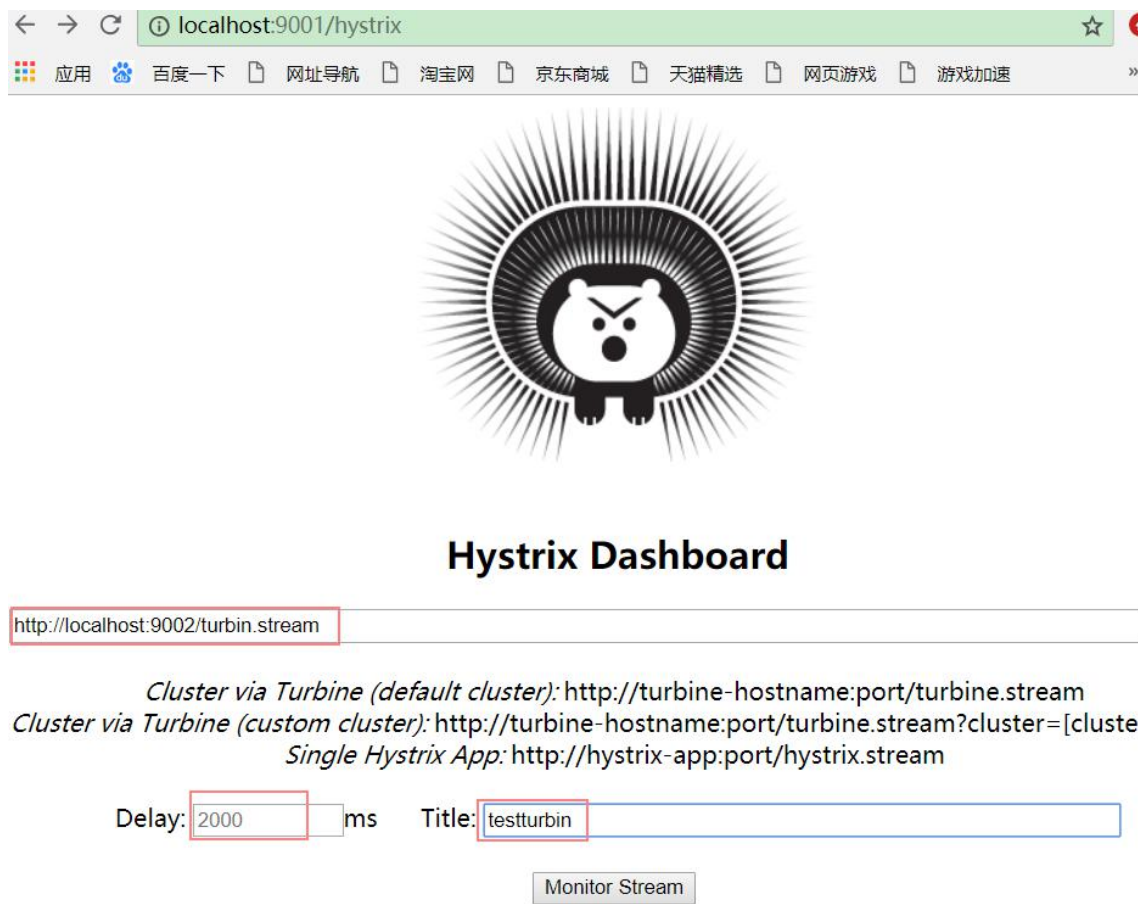 localhost:9001/hystrix
应用 百度一下 网址导航 淘宝网 京东商城 天猫精选 网页游戏 游戏加速 »
Hystrix Dashboard
http://localhost:9002/turbin.stream
Cluster via Turbine (default cluster): http://turbine-hostname:port/turbine.stream
Cluster via Turbine (custom cluster): http://turbine-hostname:port/turbine.stream?cluster=[cluste
Single Hystrix App: http://hystrix-app:port/hystrix.stream
Delay: 2000 ms Title: testturbin
Monitor Stream